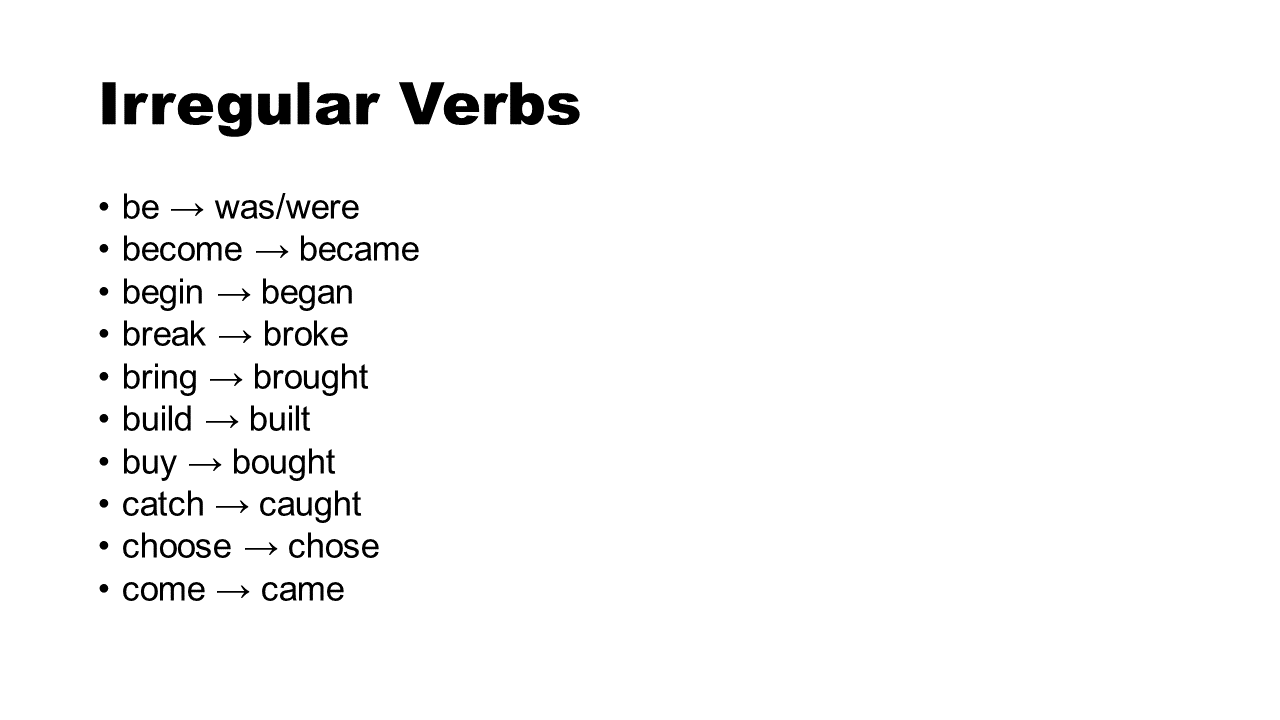 Irregular Verbs
• be → was/were
• become → became
• begin → began
• break → broke
• bring → brought
• build → built
• buy → bought
• catch → caught
• choose → chose
• come → came